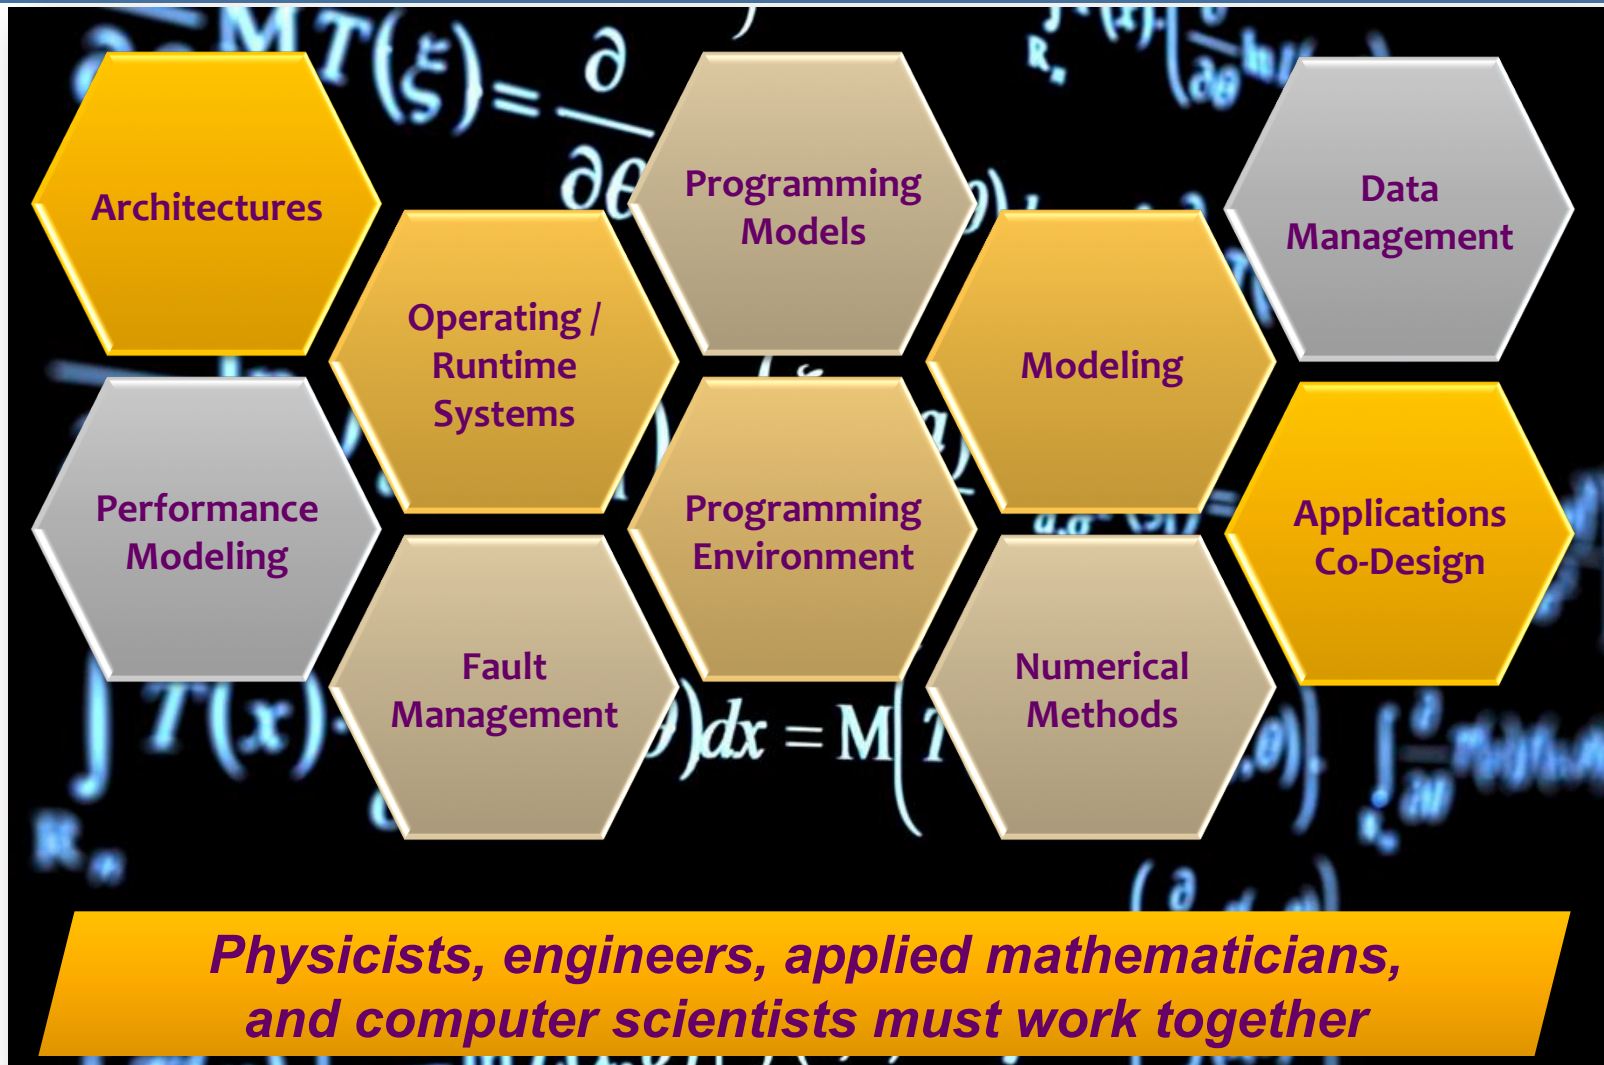 Architectures
Programming
Models
Data
Management
Operating /
Runtime
Systems
Modeling
Performance
Modeling
Programming
Environment
Applications
Co-Design
Fault
Management
Numerical
Methods
Physicists, engineers, applied mathematicians,
and computer scientists must work together